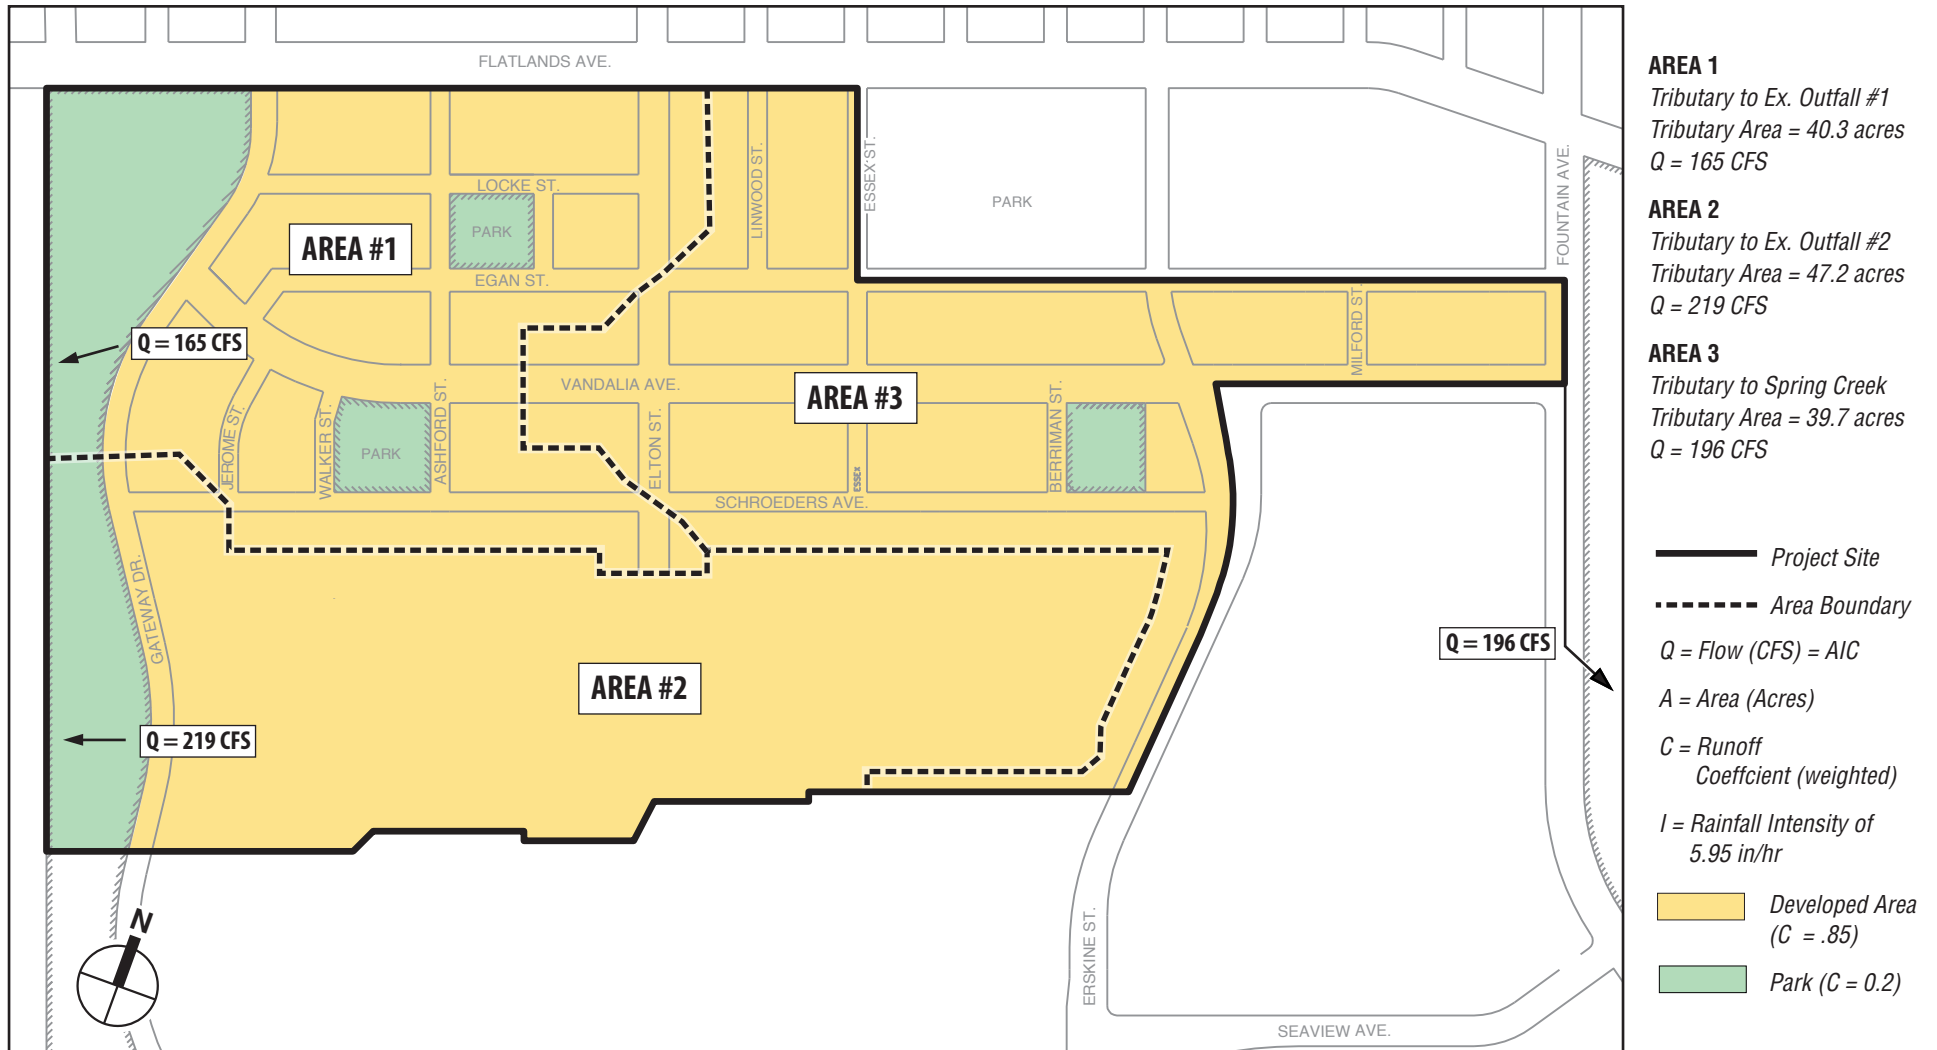 FLATLANDS AVE.
LOCKE ST.
PARK
LINWOOD ST.
ESSEX ST.
PARK
FOUNTAIN AVE.
AREA #1
EGAN ST.
MILFORD ST.
Q = 165 CFS
VANDALIA AVE.
AREA #3
JEROME ST.
WALKER ST.
PARK
ASHFORD ST.
ELTON ST.
ESSEX
BERRIMAN ST.
SCHROEDERS AVE.
GATEWAY DR.
AREA #2
Q = 196 CFS
Q = 219 CFS
N
ERSKINE ST.
SEAVIEW AVE.
AREA 1
Tributary to Ex. Outfall #1
Tributary Area = 40.3 acres
Q = 165 CFS
AREA 2
Tributary to Ex. Outfall #2
Tributary Area = 47.2 acres
Q = 219 CFS
AREA 3
Tributary to Spring Creek
Tributary Area = 39.7 acres
Q = 196 CFS
Project Site
Area Boundary
Q = Flow (CFS) = AIC
A = Area (Acres)
C = Runoff
Coeffcient (weighted)
I = Rainfall Intensity of
5.95 in/hr
Developed Area
(C = .85)
Park (C = 0.2)